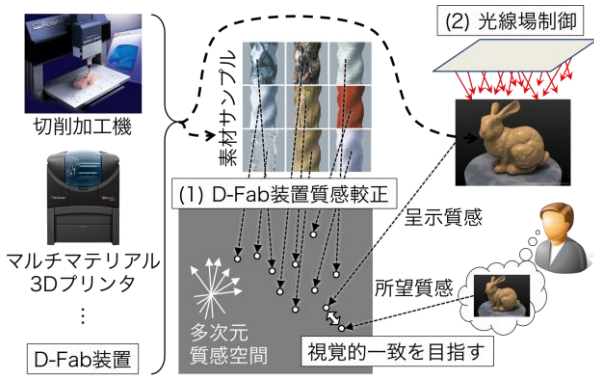 切削加工機
マルチマテリアル
3Dプリンタ
⋮
D-Fab装置
素材サンプル
(1) D-Fab装置質感較正
多次元
質感空間
(2) 光線場制御
呈示質感
所望質感
視覚的一致を目指す